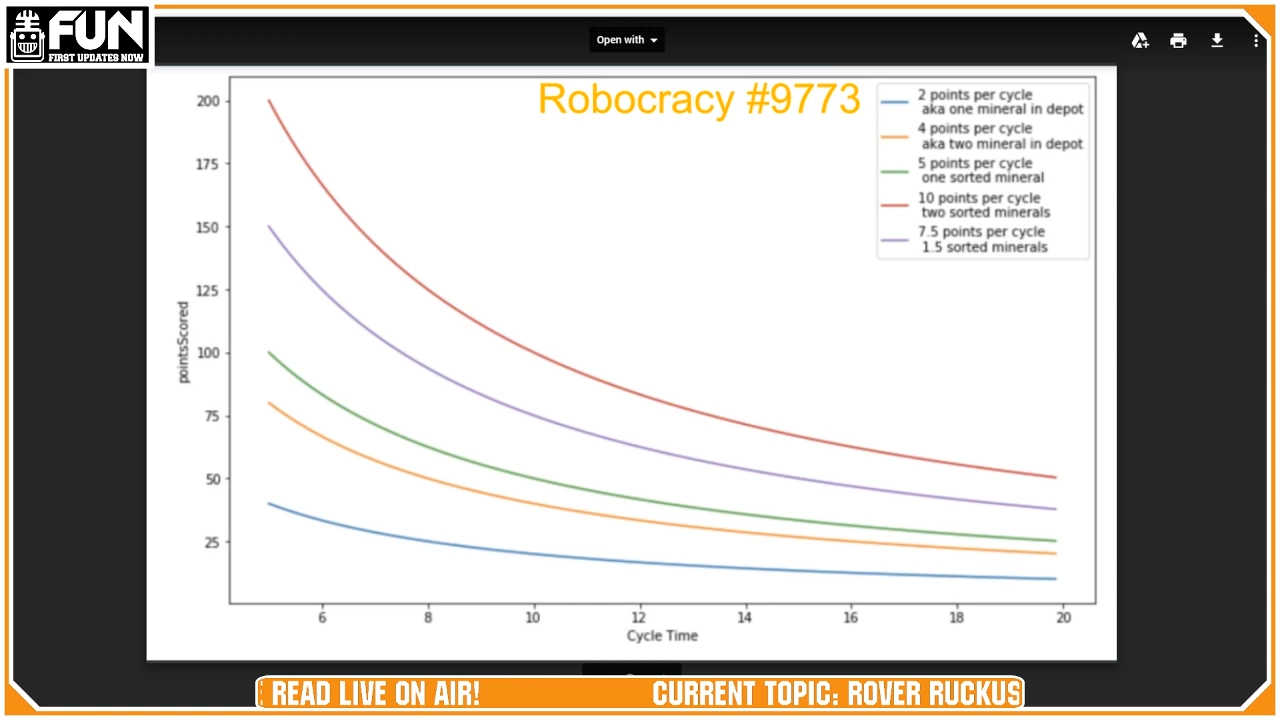 FUN
FIRST UPDATES NOW
Open with
Robocracy #9773
2 points per cycle
aka one mineral in depot
4 points per cycle
aka two mineral in depot
5 points per cycle
one sorted mineral
10 points per cycle
two sorted minerals
7.5 points per cycle
1.5 sorted minerals
200
175
150
125
100
75
50
25
pointsScored
6 8 10 12 14 16 18 20
Cycle Time
READ LIVE ON AIR! CURRENT TOPIC: ROVER RUCKUS